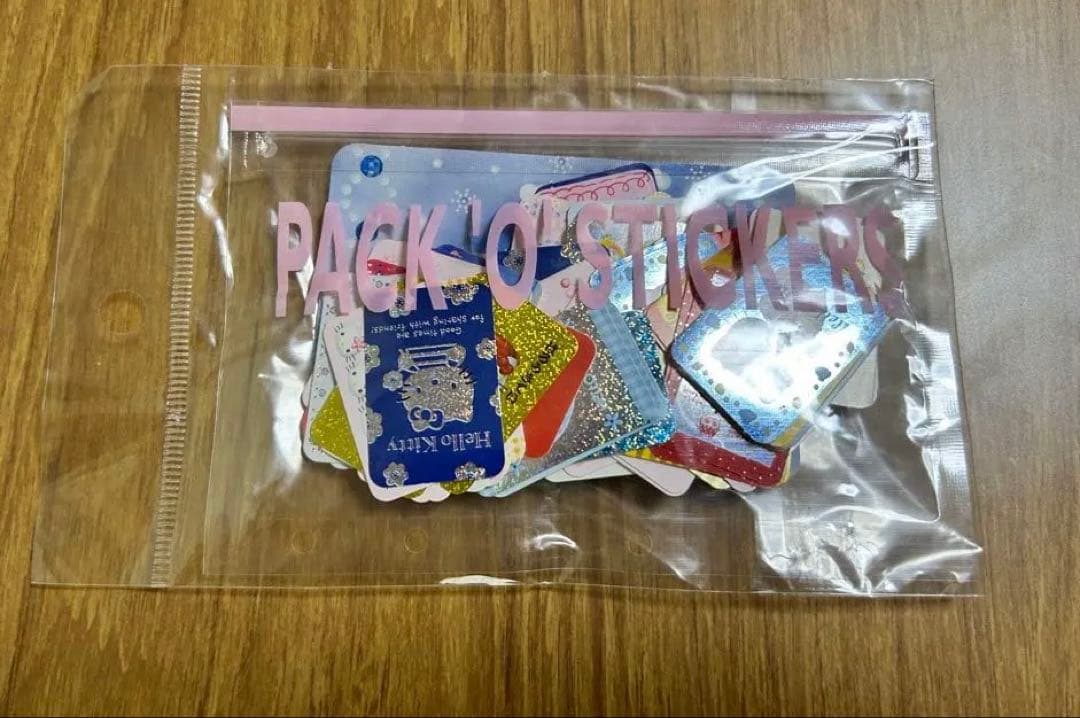 PACK 'O' STICKERS
Hello Kitty
Good times are
for sharing with friends!